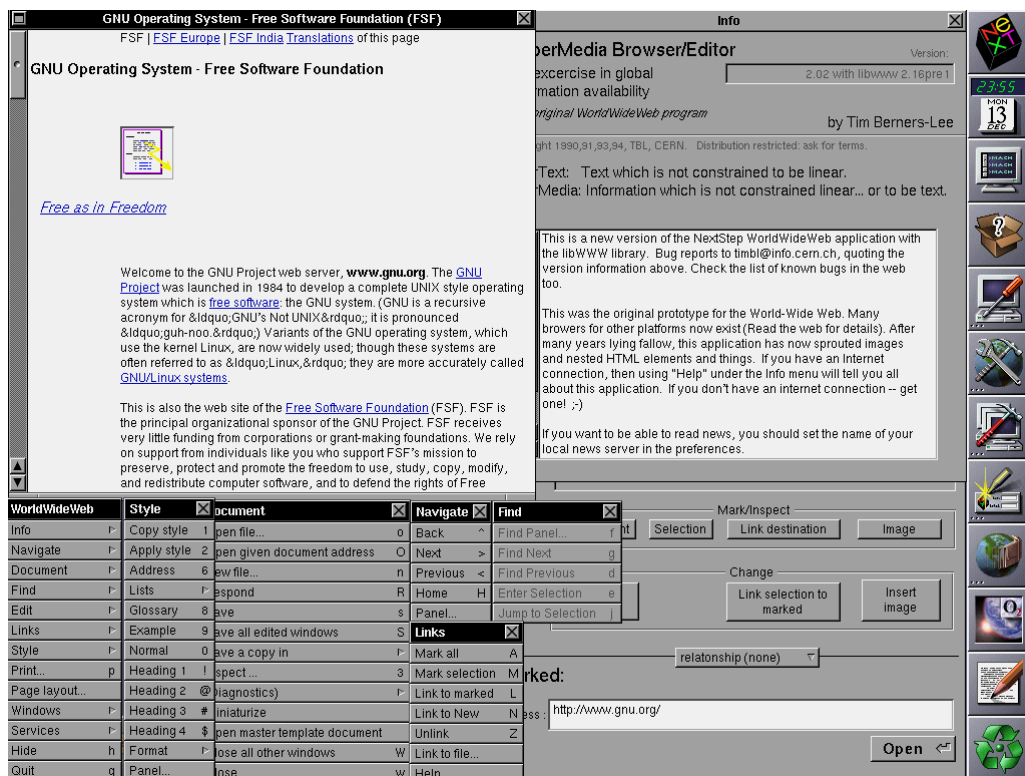 GNU Operating System - Free Software Foundation (FSF)
FSF | FSF Europe | FSF India Translations of this page
GNU Operating System - Free Software Foundation
Free as in Freedom
Welcome to the GNU Project web server, www.gnu.org. The GNU
Project was launched in 1984 to develop a complete UNIX style operating
system which is free software: the GNU system. (GNU is a recursive
acronym for &ldquo;GNU's Not UNIX&rdquo;; it is pronounced
&ldquo;guh-noo.&rdquo;) Variants of the GNU operating system, which
use the kernel Linux, are now widely used; though these systems are
often referred to as &ldquo;Linux,&rdquo; they are more accurately called
GNU/Linux systems.
This is also the web site of the Free Software Foundation (FSF). FSF is
the principal organizational sponsor of the GNU Project. FSF receives
very little funding from corporations or grant-making foundations. We rely
on support from individuals like you who support FSF's mission to
preserve, protect and promote the freedom to use, study, copy, modify,
and redistribute computer software, and to defend the rights of Free
Info
perMedia Browser/Editor
Version:
excercise in global
2.02 with libwww 2.16pre1
rmation availability
original WorldWideWeb program
by Tim Berners-Lee
ght 1990,91,93,94, TBL, CERN. Distribution restricted: ask for terms.
rText: Text which is not constrained to be linear.
rMedia: Information which is not constrained linear... or to be text.
This is a new version of the NextStep WorldWideWeb application with
the libWWW library. Bug reports to timbl@info.cern.ch, quoting the
version information above. Check the list of known bugs in the web
too.
This was the original prototype for the World-Wide Web. Many
browers for other platforms now exist (Read the web for details). After
many years lying fallow, this application has now sprouted images
and nested HTML elements and things. If you have an Internet
connection, then using "Help" under the Info menu will tell you all
about this application. If you don't have an internet connection -- get
one! ;-)
If you want to be able to read news, you should set the name of your
local news server in the preferences.
NeXT
23:55
MON
13
DEC
WorldWideWeb
Info
Navigate
Document
Find
Edit
Links
Style
Print... p
Page layout...
Windows
Services
Hide h
Quit q
Style
Copy style 1
Apply style 2
Address 6
Lists
Glossary 8
Example 9
Normal 0
Heading 1 !
Heading 2 @
Heading 3 #
Heading 4 $
Format
Panel...
ocument
pen file... o
pen given document address O
ew file... n
espond R
ave s
ave all edited windows S
ave a copy in
spect ... 3
iagnostics)
iniaturize
pen master template document
lose all other windows W
lose w
Navigate
Back ^
Next >
Previous <
Home H
Panel...
Find
Find Panel... f
Find Next g
Find Previous d
Enter Selection e
Jump to Selection j
Links
Mark all A
Mark selection M
Link to marked L
Link to New N
Unlink Z
Link to file...
Help
Mark/Inspect
nt
Selection
Link destination
Image
Change
Link selection to
marked
Insert
image
relatonship (none)
rked:
ess : http://www.gnu.org/
Open